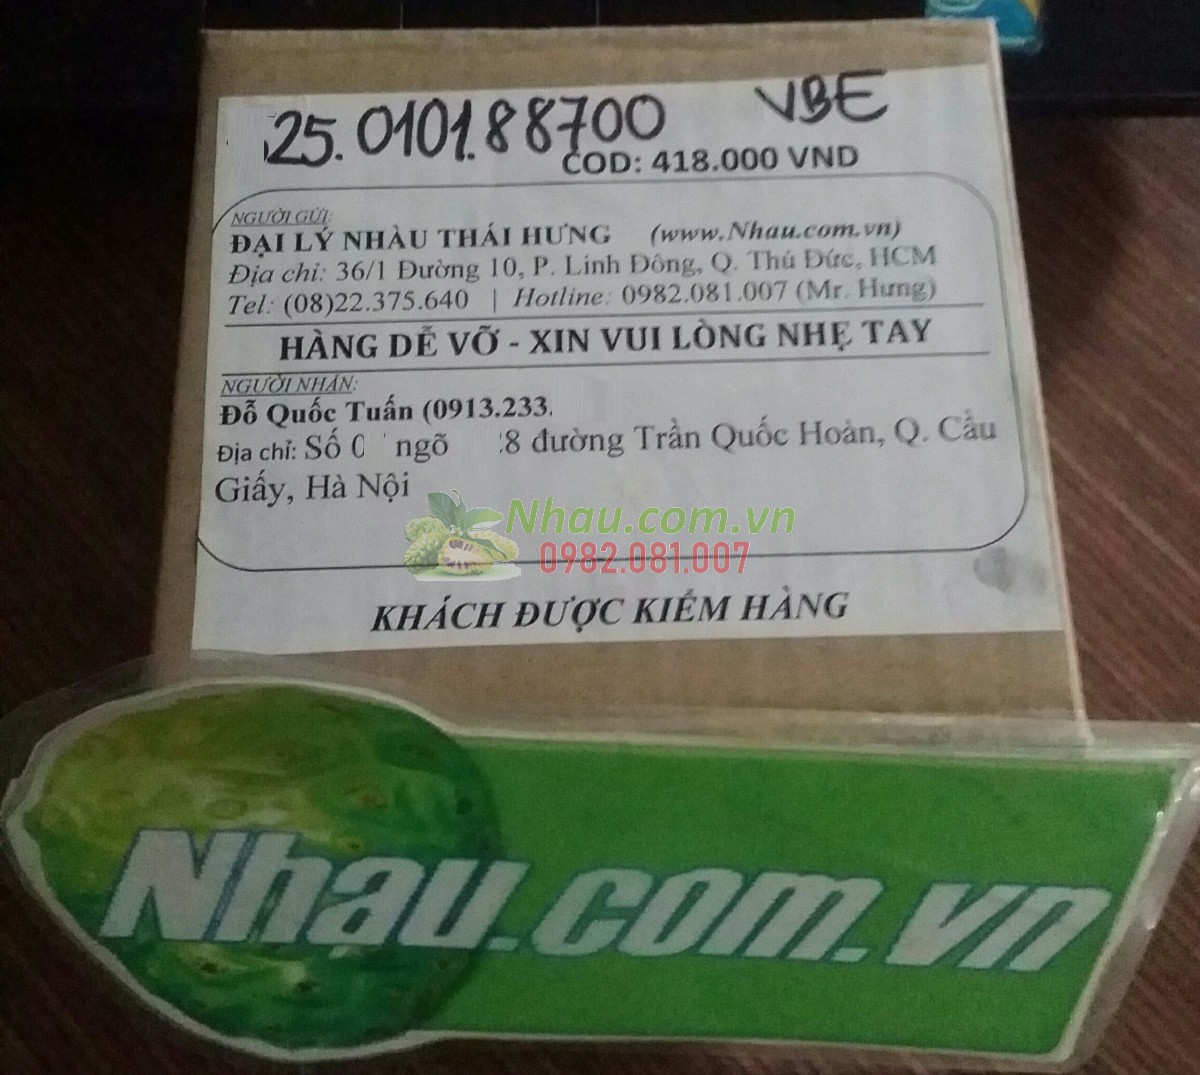 25.0101.88700 VBE
COD: 418.000 VND
NGƯỜI GỬI:
ĐẠI LÝ NHÀU THÁI HƯNG (www.Nhau.com.vn)
Địa chỉ: 36/1 Đường 10, P. Linh Đông, Q. Thủ Đức, HCM
Tel: (08)22.375.640 | Hotline: 0982.081.007 (Mr. Hưng)
HÀNG DỄ VỠ - XIN VUI LÒNG NHẸ TAY
NGƯỜI NHẬN:
Đỗ Quốc Tuấn (0913.233.
Địa chỉ: Số 0 ngõ 8 đường Trần Quốc Hoàn, Q. Cầu
Giấy, Hà Nội
Nhau.com.vn
0982.081.007
KHÁCH ĐƯỢC KIỂM HÀNG
Nhau.com.vn